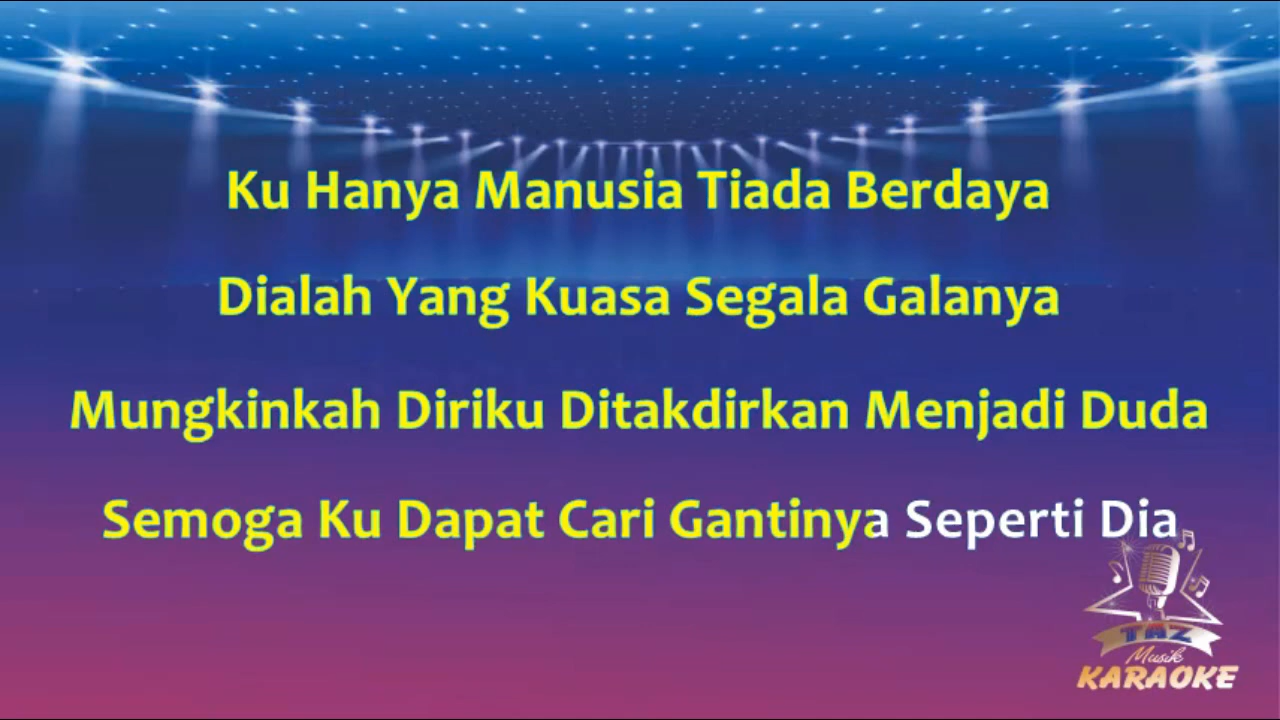 Ku Hanya Manusia Tiada Berdaya
Dialah Yang Kuasa Segala Galanya
Mungkinkah Diriku Ditakdirkan Menjadi Duda
Semoga Ku Dapat Cari Gantinya Seperti Dia
TAZ
Musik
KARAOKE